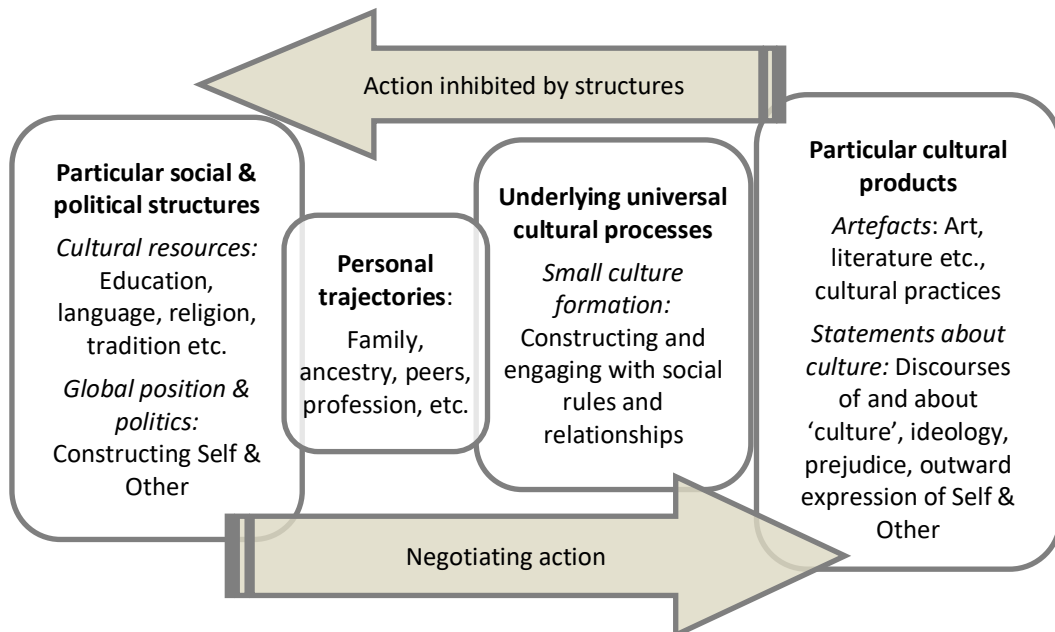 Action inhibited by structures
Particular social &
political structures
Cultural resources:
Education,
language, religion,
tradition etc.
Global position &
politics:
Constructing Self &
Other
Personal
trajectories:
Family,
ancestry, peers,
profession, etc.
Underlying universal
cultural processes
Small culture
formation:
Constructing and
engaging with social
rules and
relationships
Particular cultural
products
Artefacts: Art,
literature etc.,
cultural practices
Statements about
culture: Discourses
of and about
‘culture’, ideology,
prejudice, outward
expression of Self &
Other
Negotiating action